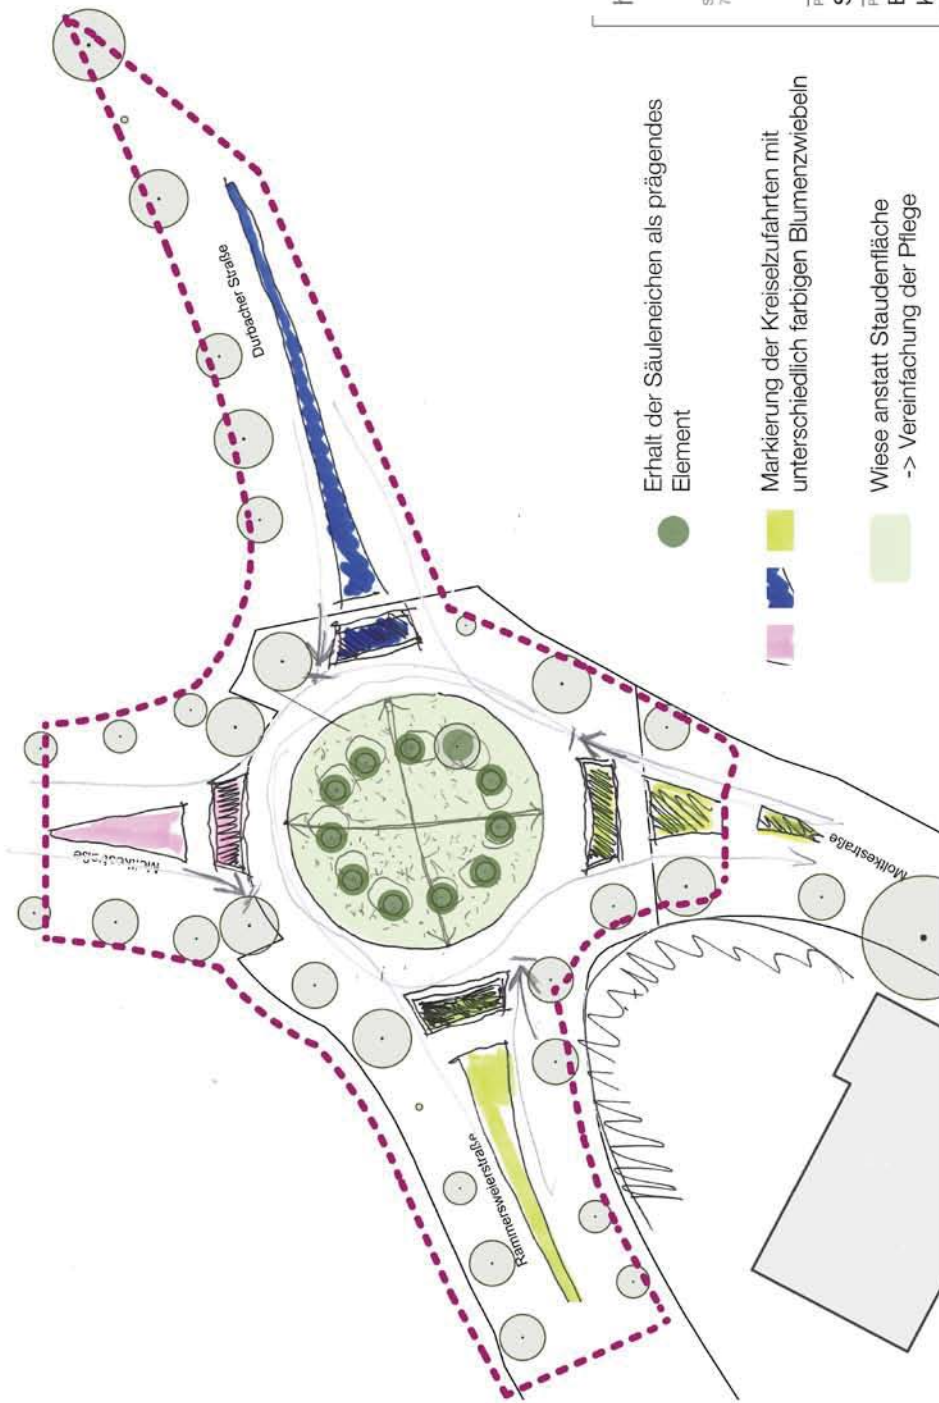 Durbacher Straße
Moltkestraße
Rammersweierstraße
Moltkestraße
Erhalt der Säuleneichen als prägendes
Element
Markierung der Kreiselzufahrten mit
unterschiedlich farbigen Blumenzwiebeln
Wiese anstatt Staudenfläche
-> Vereinfachung der Pflege